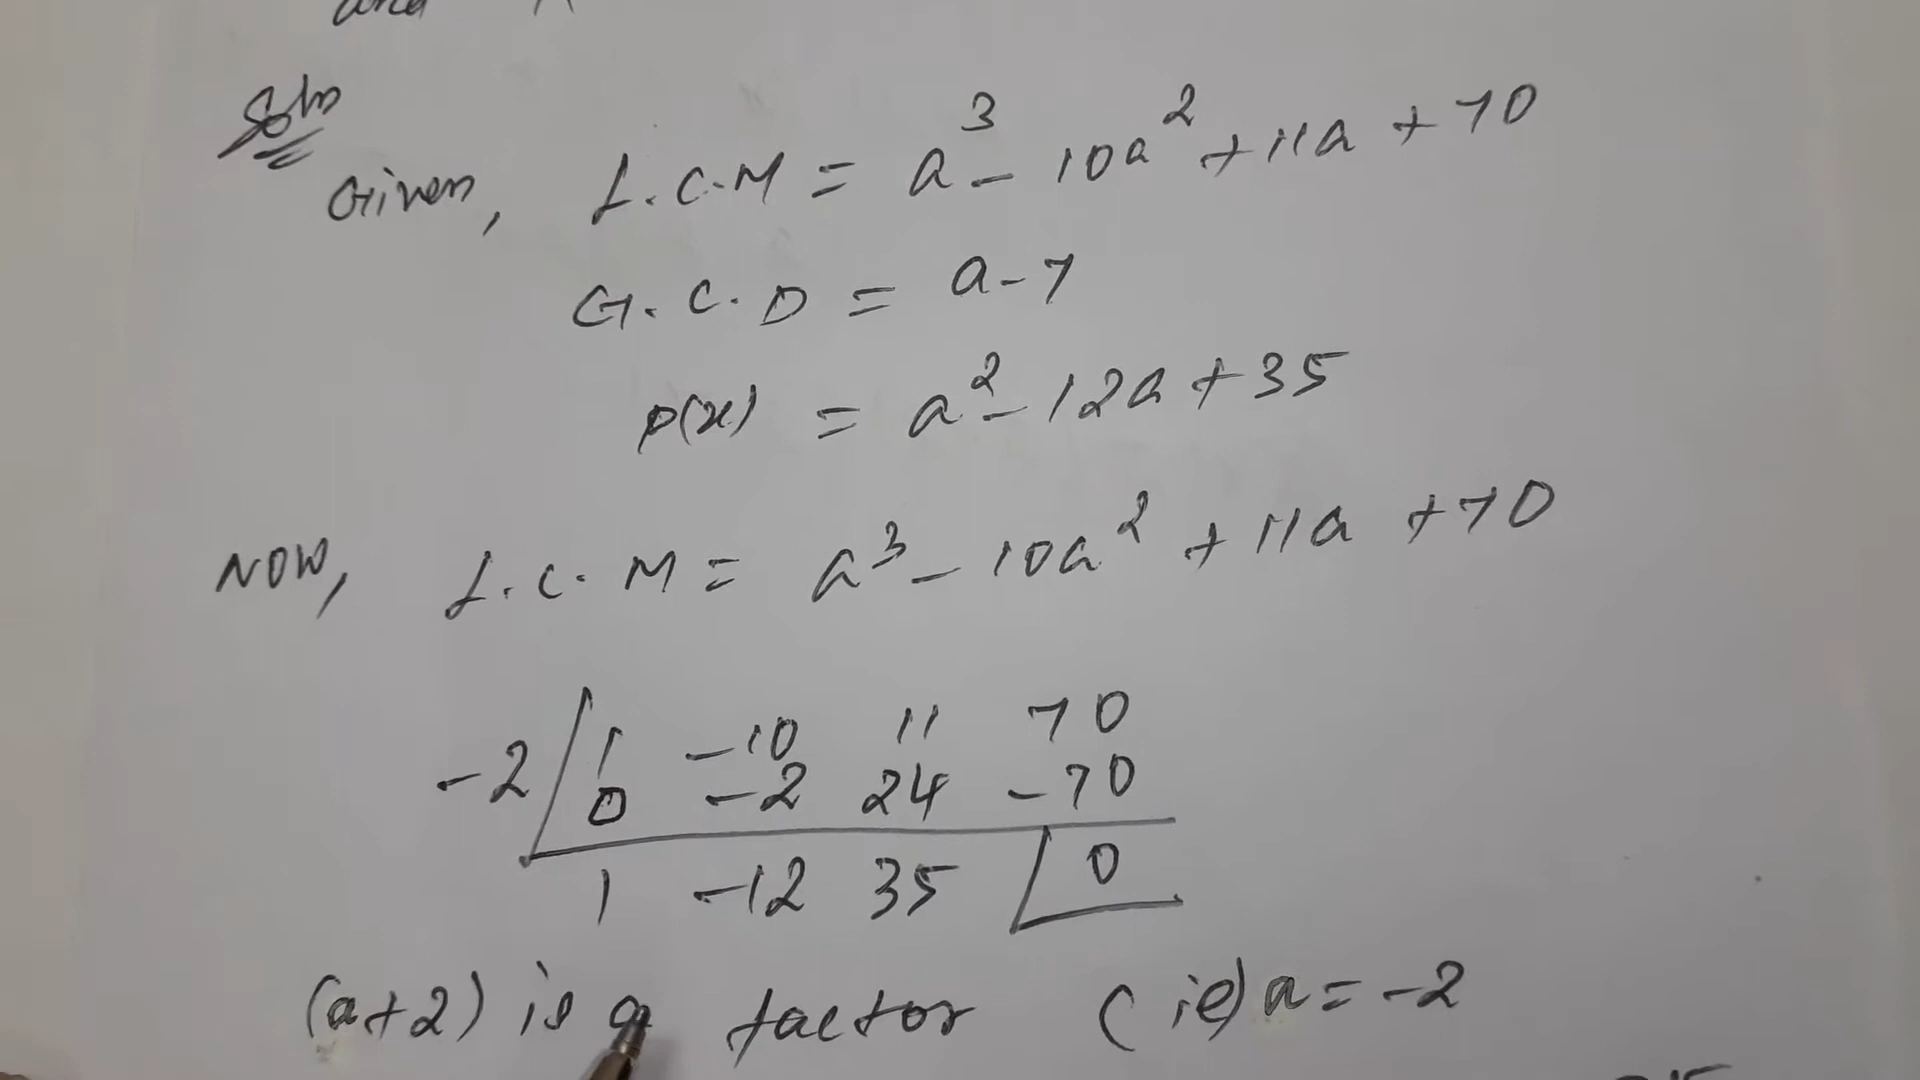 and
Soln
Given, L.C.M = a³ - 10a² + 11a + 70
G.C.D = a - 7
p(x) = a² - 12a + 35
Now, L.C.M = a³ - 10a² + 11a + 70
-2 | 1 -10 11 70
0 -2 24 -70
1 -12 35 | 0
(a+2) is a factor (ie) a = -2